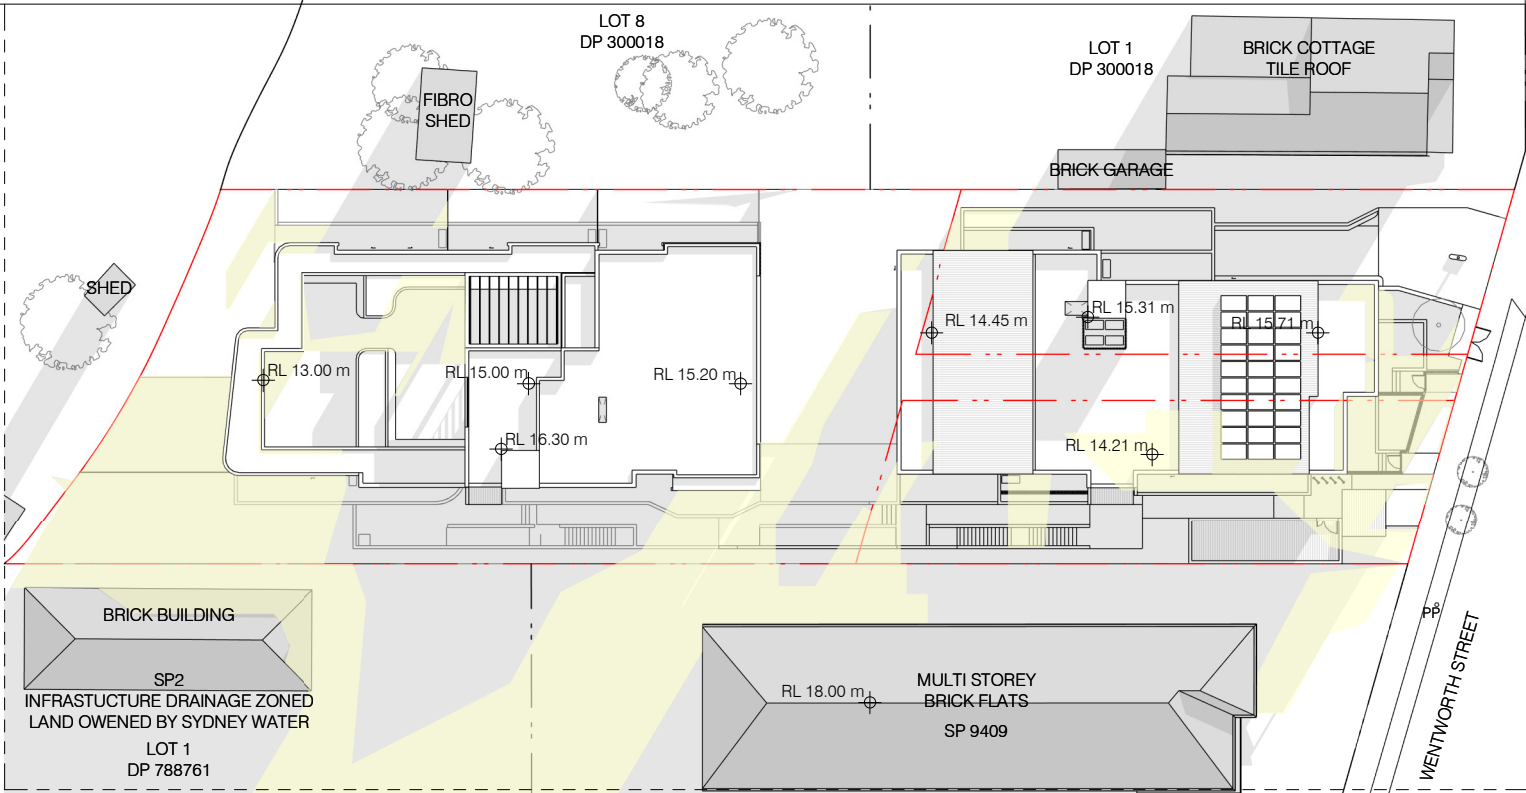 LOT 8
DP 300018
LOT 1
DP 300018
BRICK COTTAGE
TILE ROOF
FIBRO
SHED
BRICK GARAGE
SHED
RL 14.45 m
RL 15.31 m
RL 15.71 m
RL 13.00 m
RL 15.00 m
RL 15.20 m
RL 16.30 m
RL 14.21 m
BRICK BUILDING
SP2
INFRASTUCTURE DRAINAGE ZONED
LAND OWENED BY SYDNEY WATER
LOT 1
DP 788761
RL 18.00 m
MULTI STOREY
BRICK FLATS
SP 9409
PP
WENTWORTH STREET